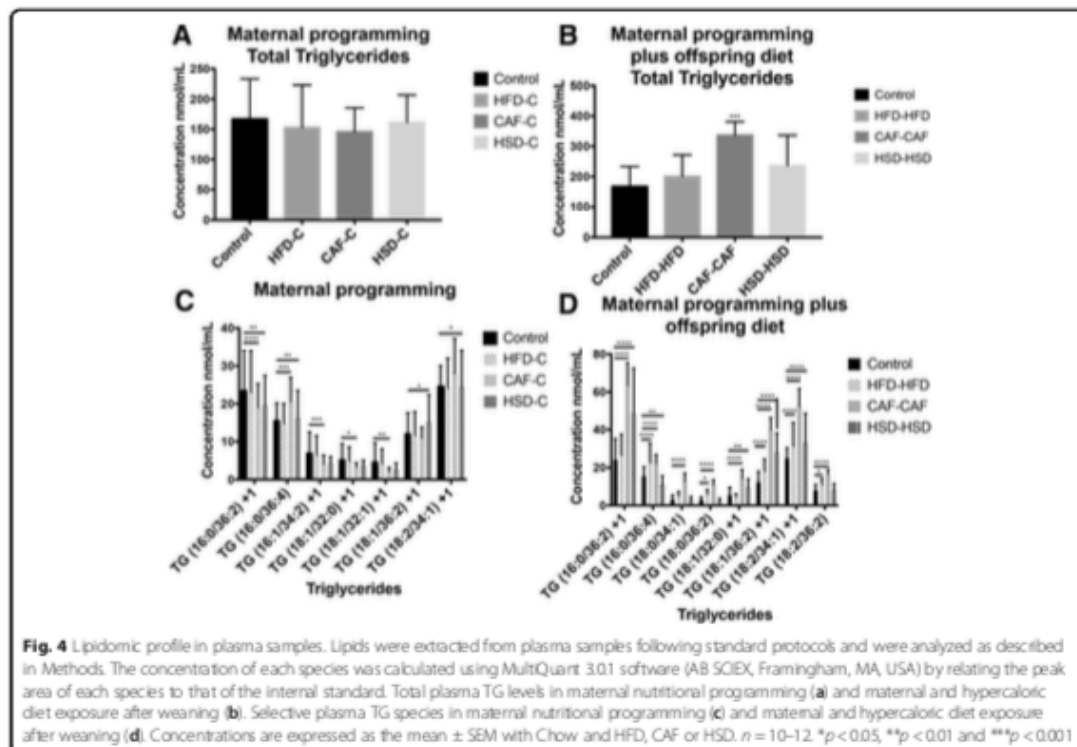 A
Maternal programming
Total Triglycerides
Concentration nmol/mL
250
200
150
100
50
0
Control
HFD-C
CAF-C
HSD-C
Control
HFD-C
CAF-C
HSD-C
B
Maternal programming
plus offspring diet
Total Triglycerides
Concentration nmol/mL
500
400
300
200
100
0
***
Control
HFD-HFD
CAF-CAF
HSD-HSD
Control
HFD-HFD
CAF-CAF
HSD-HSD
C
Maternal programming
Concentration nmol/mL
40
30
20
10
0
TG (16:0/36:2) +1
TG (16:0/36:4)
TG (16:1/34:2) +1
TG (18:1/32:0) +1
TG (18:1/32:1) +1
TG (18:1/36:2) +1
TG (18:2/34:1) +1
Triglycerides
Control
HFD-C
CAF-C
HSD-C
D
Maternal programming plus
offspring diet
Concentration nmol/mL
80
60
40
20
0
TG (16:0/36:2) +1
TG (16:0/36:4)
TG (18:0/34:1)
TG (18:0/36:2)
TG (18:1/32:0) +1
TG (18:1/36:2) +1
TG (18:2/34:1) +1
TG (18:2/36:2)
Triglycerides
Control
HFD-HFD
CAF-CAF
HSD-HSD
Fig. 4 Lipidomic profile in plasma samples. Lipids were extracted from plasma samples following standard protocols and were analyzed as described
in Methods. The concentration of each species was calculated using MultiQuant 3.0.1 software (AB SCIEX, Framingham, MA, USA) by relating the peak
area of each species to that of the internal standard. Total plasma TG levels in maternal nutritional programming (a) and maternal and hypercaloric
diet exposure after weaning (b). Selective plasma TG species in maternal nutritional programming (c) and maternal and hypercaloric diet exposure
after weaning (d). Concentrations are expressed as the mean ± SEM with Chow and HFD, CAF or HSD. n = 10–12. *p < 0.05, **p < 0.01 and ***p < 0.001